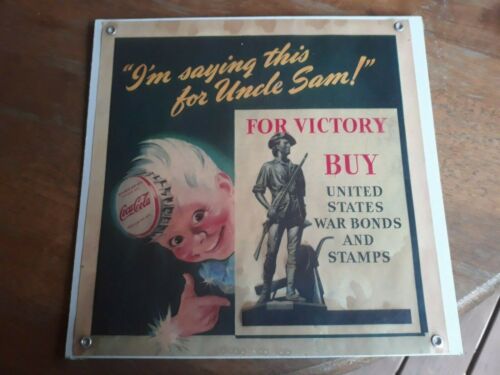 "I'm saying this
for Uncle Sam!"
FOR VICTORY
BUY
UNITED
STATES
WAR BONDS
AND
STAMPS
Coca-Cola